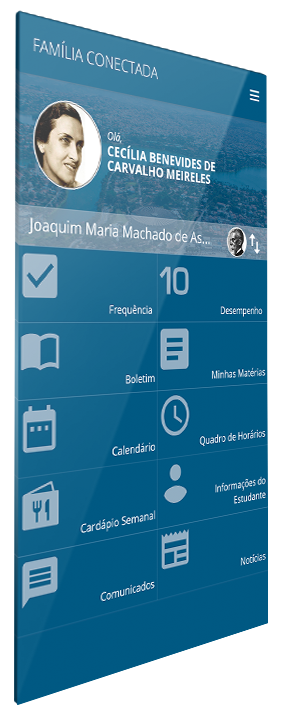 FAMÍLIA CONECTADA
Olá,
CECÍLIA BENEVIDES DE
CARVALHO MEIRELES
Joaquim Maria Machado de As...
Frequência
10
Desempenho
Boletim
Minhas Matérias
Calendário
Quadro de Horários
Cardápio Semanal
Informações do
Estudante
Comunicados
Notícias